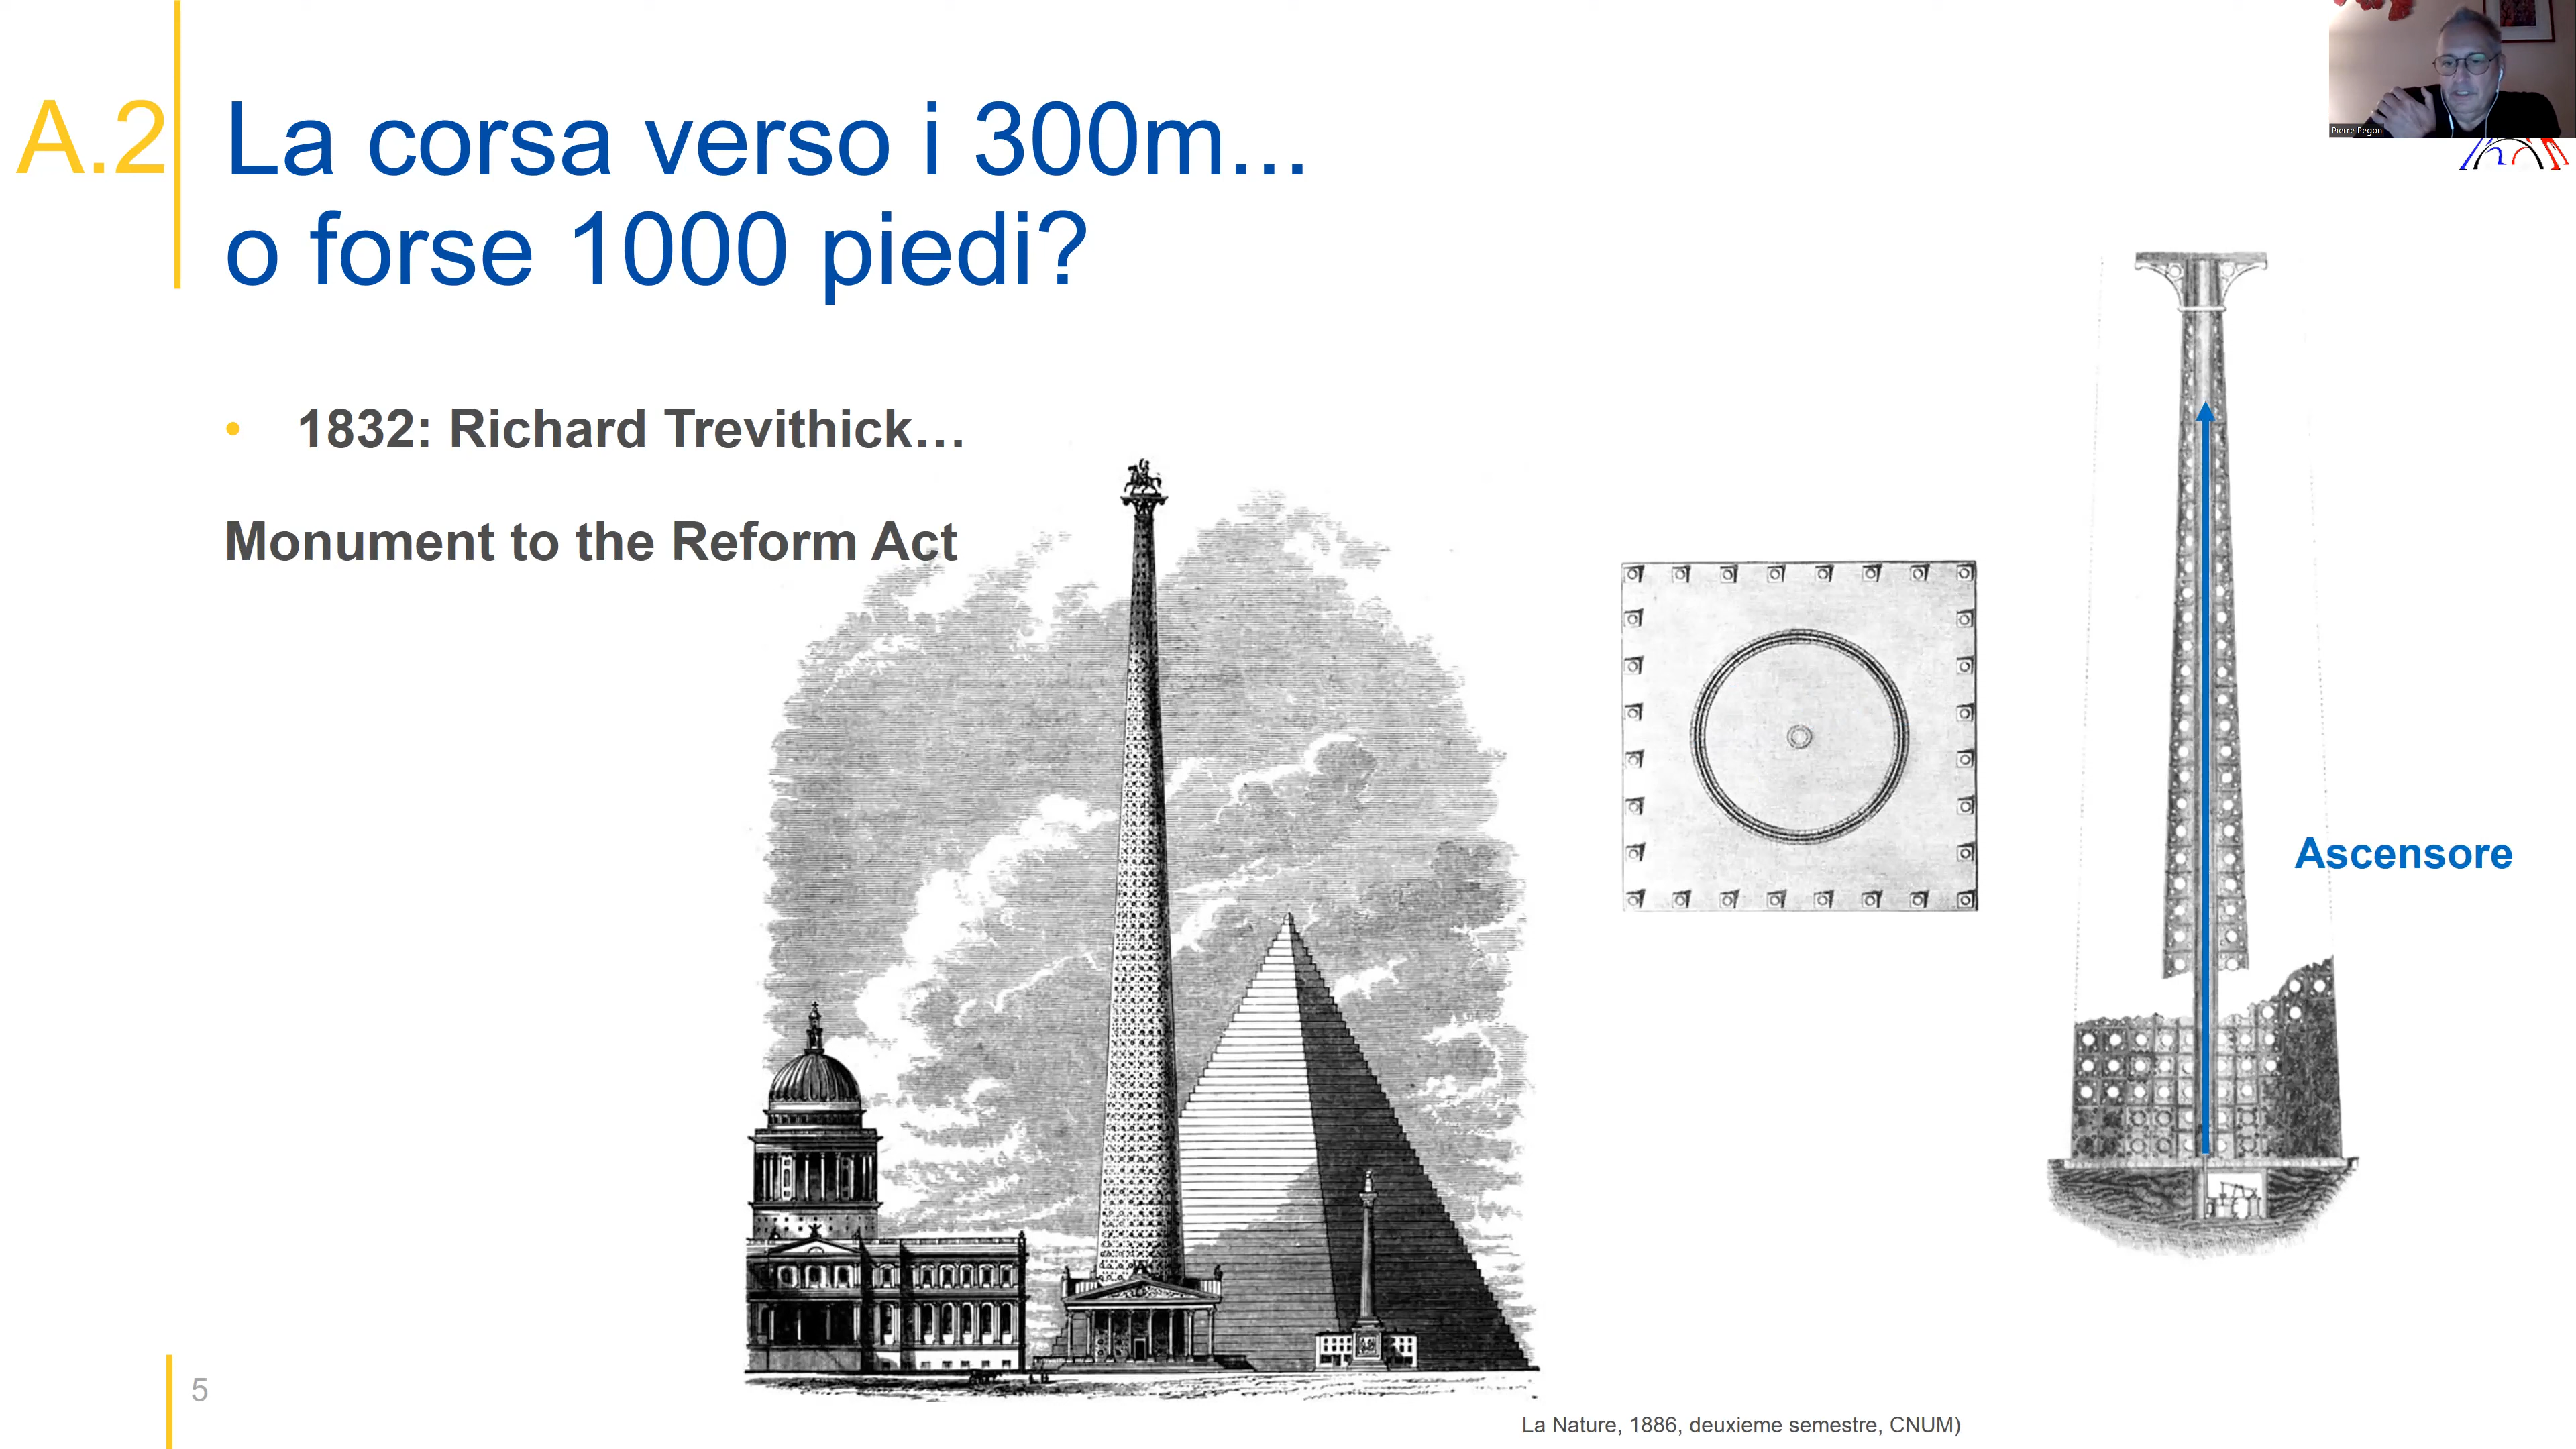 A.2
La corsa verso i 300m...
o forse 1000 piedi?
• 1832: Richard Trevithick…
Monument to the Reform Act
Ascensore
5
La Nature, 1886, deuxieme semestre, CNUM)
Pierre Pegon